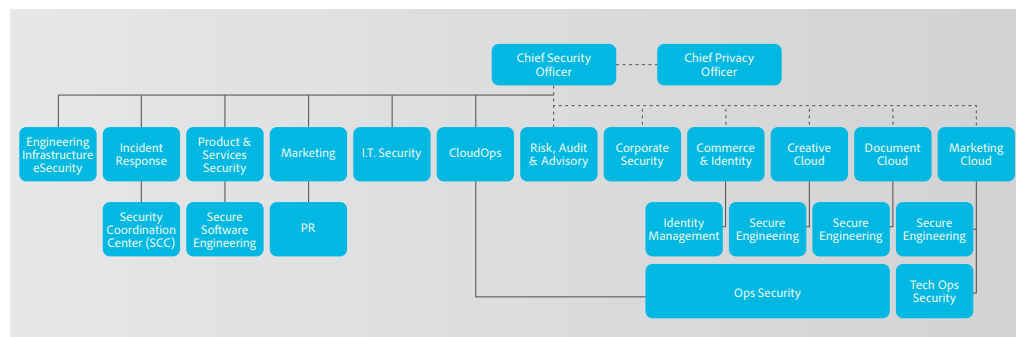 Chief Security
Officer
Chief Privacy
Officer
Engineering
Infrastructure
eSecurity
Incident
Response
Product &
Services
Security
Marketing
I.T. Security
CloudOps
Risk, Audit
& Advisory
Corporate
Security
Commerce
& Identity
Creative
Cloud
Document
Cloud
Marketing
Cloud
Security
Coordination
Center (SCC)
Secure
Software
Engineering
PR
Identity
Management
Secure
Engineering
Secure
Engineering
Secure
Engineering
Ops Security
Tech Ops
Security